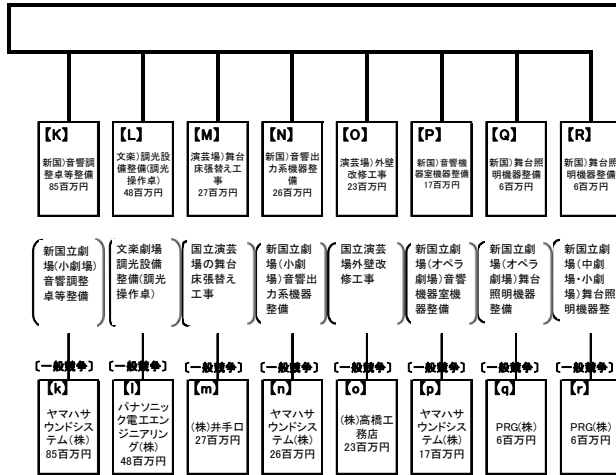 【K】
新国)音響調
整卓等整備
85百万円
【L】
文楽)調光設
備整備(調光
操作卓)
48百万円
【M】
演芸場)舞台
床張替え工
事
27百万円
【N】
新国)音響出
力系機器整
備
26百万円
【O】
演芸場)外壁
改修工事
23百万円
【P】
新国)音響機
器室機器整備
17百万円
【Q】
新国)舞台照
明機器整備
6百万円
【R】
新国)舞台照
明機器整備
6百万円
新国立劇
場(小劇場)
音響調整
卓等整備
文楽劇場
調光設備
整備(調光
操作卓)
国立演芸
場の舞台
床張替え
工事
新国立劇
場(小劇
場)音響出
力系機器
整備
国立演芸
場外壁改
修工事
新国立劇
場(オペラ
劇場)音響
機器室機
器整備
新国立劇
場(オペラ
劇場)舞台
照明機器
整備
新国立劇
場(中劇
場・小劇
場)舞台照
明機器整
〔一般競争〕
〔一般競争〕
〔一般競争〕
〔一般競争〕
〔一般競争〕
〔一般競争〕
〔一般競争〕
〔一般競争〕
【k】
ヤマハサ
ウンドシス
テム(株)
85百万円
【l】
パナソニッ
ク電工エン
ジニアリン
グ(株)
48百万円
【m】
(株)井手口
27百万円
【n】
ヤマハサ
ウンドシス
テム(株)
26百万円
【o】
(株)高橋工
務店
23百万円
【p】
ヤマハサ
ウンドシス
テム(株)
17百万円
【q】
PRG(株)
6百万円
【r】
PRG(株)
6百万円